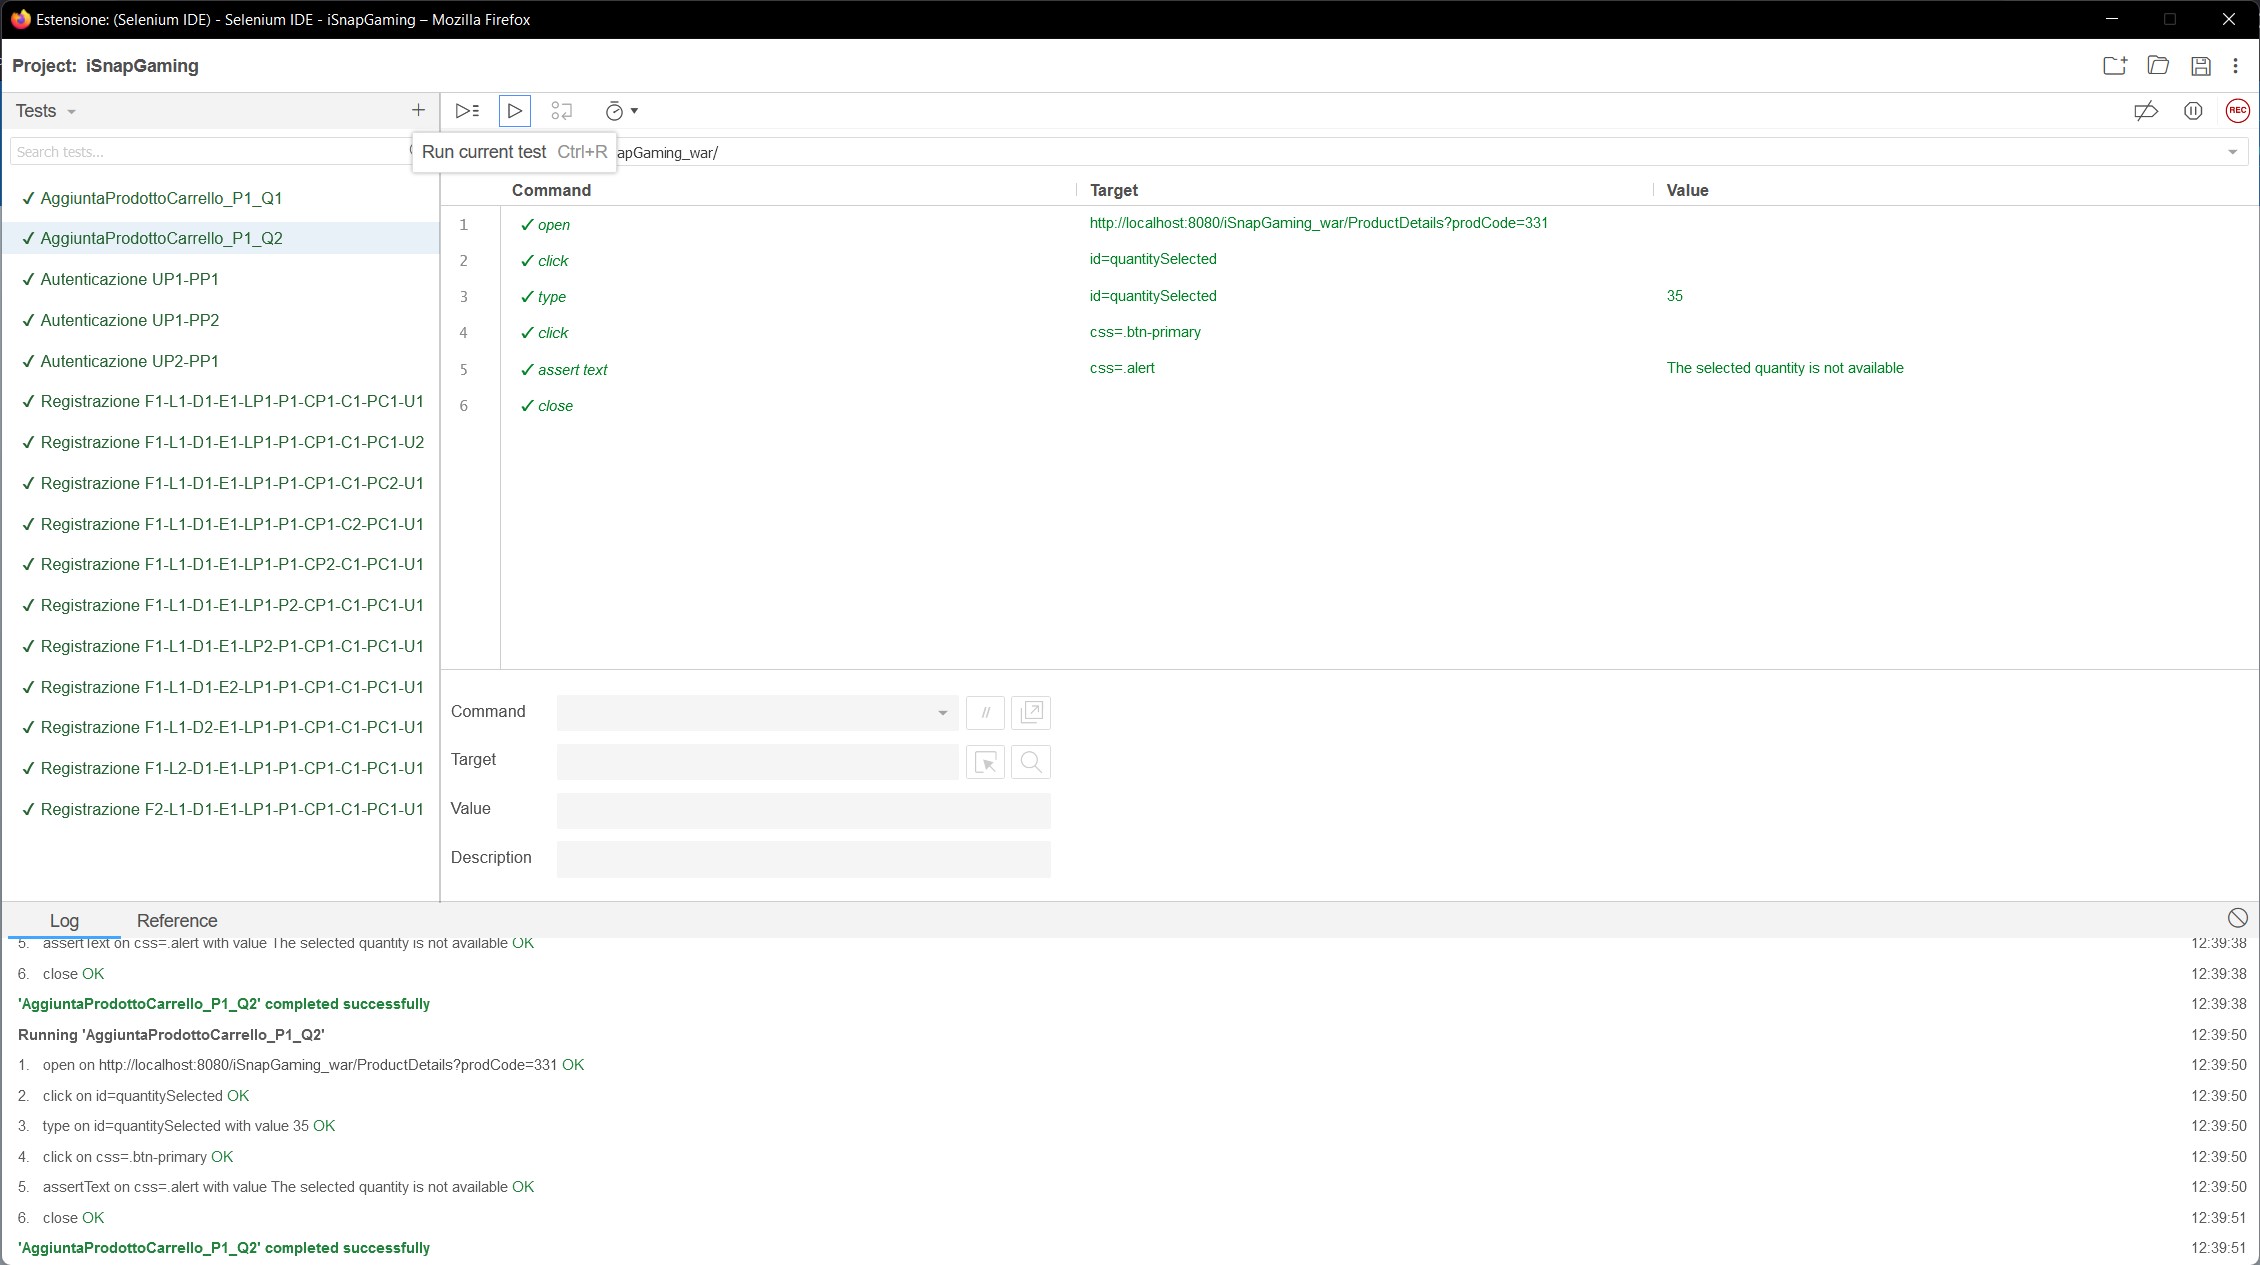 Estensione: (Selenium IDE) - Selenium IDE - iSnapGaming – Mozilla Firefox
Project: iSnapGaming
Tests
REC
Search tests...
Run current test Ctrl+R
apGaming_war/
Command Target Value
✓ AggiuntaProdottoCarrello_P1_Q1
✓ AggiuntaProdottoCarrello_P1_Q2
✓ Autenticazione UP1-PP1
✓ Autenticazione UP1-PP2
✓ Autenticazione UP2-PP1
✓ Registrazione F1-L1-D1-E1-LP1-P1-CP1-C1-PC1-U1
✓ Registrazione F1-L1-D1-E1-LP1-P1-CP1-C1-PC1-U2
✓ Registrazione F1-L1-D1-E1-LP1-P1-CP1-C1-PC2-U1
✓ Registrazione F1-L1-D1-E1-LP1-P1-CP1-C2-PC1-U1
✓ Registrazione F1-L1-D1-E1-LP1-P1-CP2-C1-PC1-U1
✓ Registrazione F1-L1-D1-E1-LP1-P2-CP1-C1-PC1-U1
✓ Registrazione F1-L1-D1-E1-LP2-P1-CP1-C1-PC1-U1
✓ Registrazione F1-L1-D1-E2-LP1-P1-CP1-C1-PC1-U1
✓ Registrazione F1-L1-D2-E1-LP1-P1-CP1-C1-PC1-U1
✓ Registrazione F1-L2-D1-E1-LP1-P1-CP1-C1-PC1-U1
✓ Registrazione F2-L1-D1-E1-LP1-P1-CP1-C1-PC1-U1
1 ✓ open http://localhost:8080/iSnapGaming_war/ProductDetails?prodCode=331
2 ✓ click id=quantitySelected
3 ✓ type id=quantitySelected 35
4 ✓ click css=.btn-primary
5 ✓ assert text css=.alert The selected quantity is not available
6 ✓ close
Command //
Target
Value
Description
Log Reference
5. assertText on css=.alert with value The selected quantity is not available OK 12:39:38
6. close OK 12:39:38
'AggiuntaProdottoCarrello_P1_Q2' completed successfully 12:39:38
Running 'AggiuntaProdottoCarrello_P1_Q2' 12:39:50
1. open on http://localhost:8080/iSnapGaming_war/ProductDetails?prodCode=331 OK 12:39:50
2. click on id=quantitySelected OK 12:39:50
3. type on id=quantitySelected with value 35 OK 12:39:50
4. click on css=.btn-primary OK 12:39:50
5. assertText on css=.alert with value The selected quantity is not available OK 12:39:50
6. close OK 12:39:51
'AggiuntaProdottoCarrello_P1_Q2' completed successfully 12:39:51